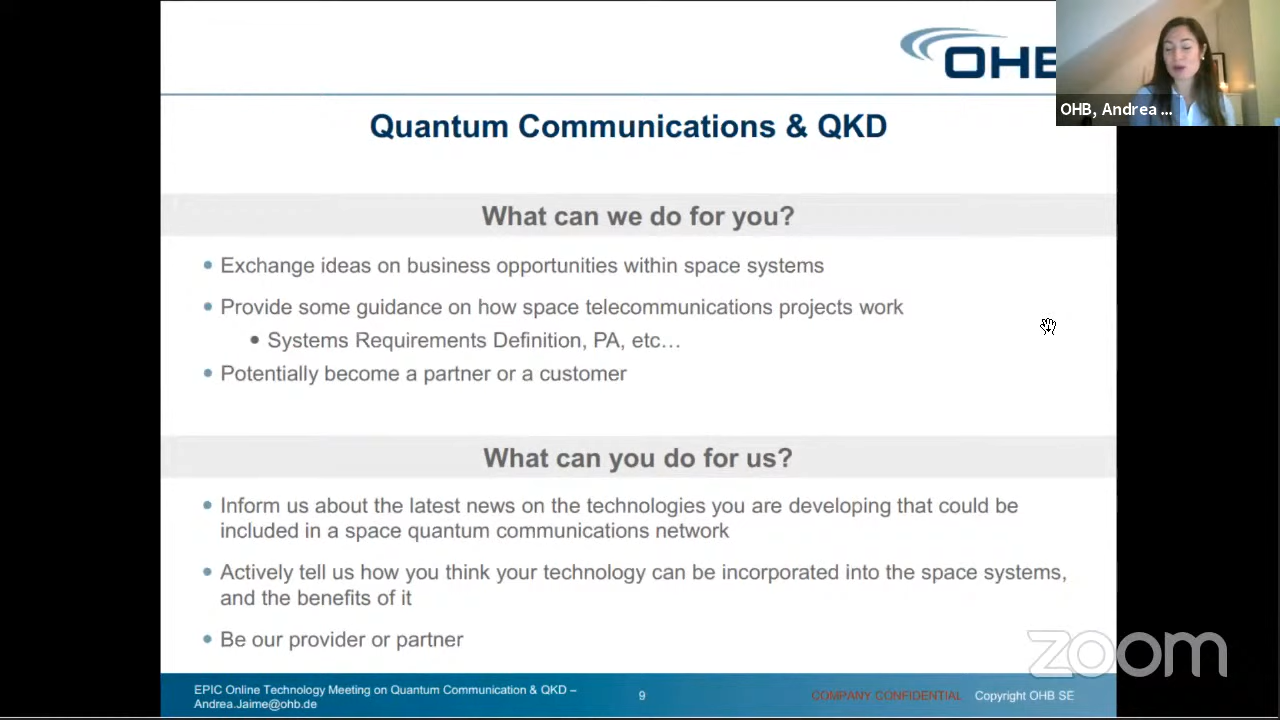 OHB
OHB, Andrea ...
Quantum Communications & QKD
What can we do for you?
• Exchange ideas on business opportunities within space systems
• Provide some guidance on how space telecommunications projects work
• Systems Requirements Definition, PA, etc…
• Potentially become a partner or a customer
What can you do for us?
• Inform us about the latest news on the technologies you are developing that could be
included in a space quantum communications network
• Actively tell us how you think your technology can be incorporated into the space systems,
and the benefits of it
• Be our provider or partner
zoom
EPIC Online Technology Meeting on Quantum Communication & QKD –
Andrea.Jaime@ohb.de
9
COMPANY CONFIDENTIAL
Copyright OHB SE